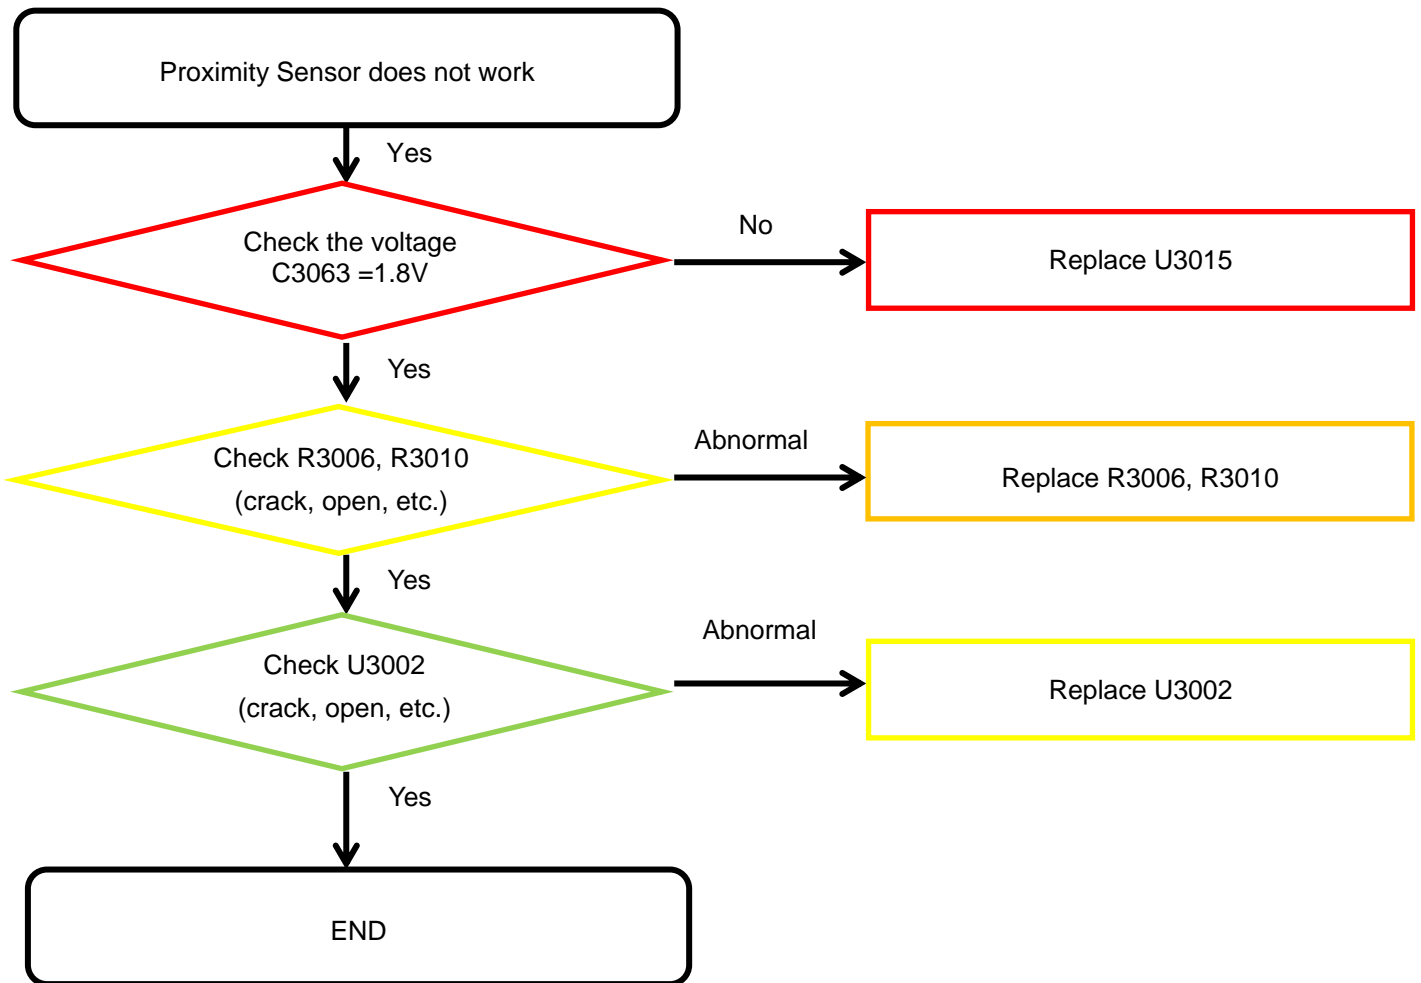 Proximity Sensor does not work
Yes
Check the voltage
C3063 =1.8V
No
Replace U3015
Yes
Check R3006, R3010
(crack, open, etc.)
Abnormal
Replace R3006, R3010
Yes
Check U3002
(crack, open, etc.)
Abnormal
Replace U3002
Yes
END